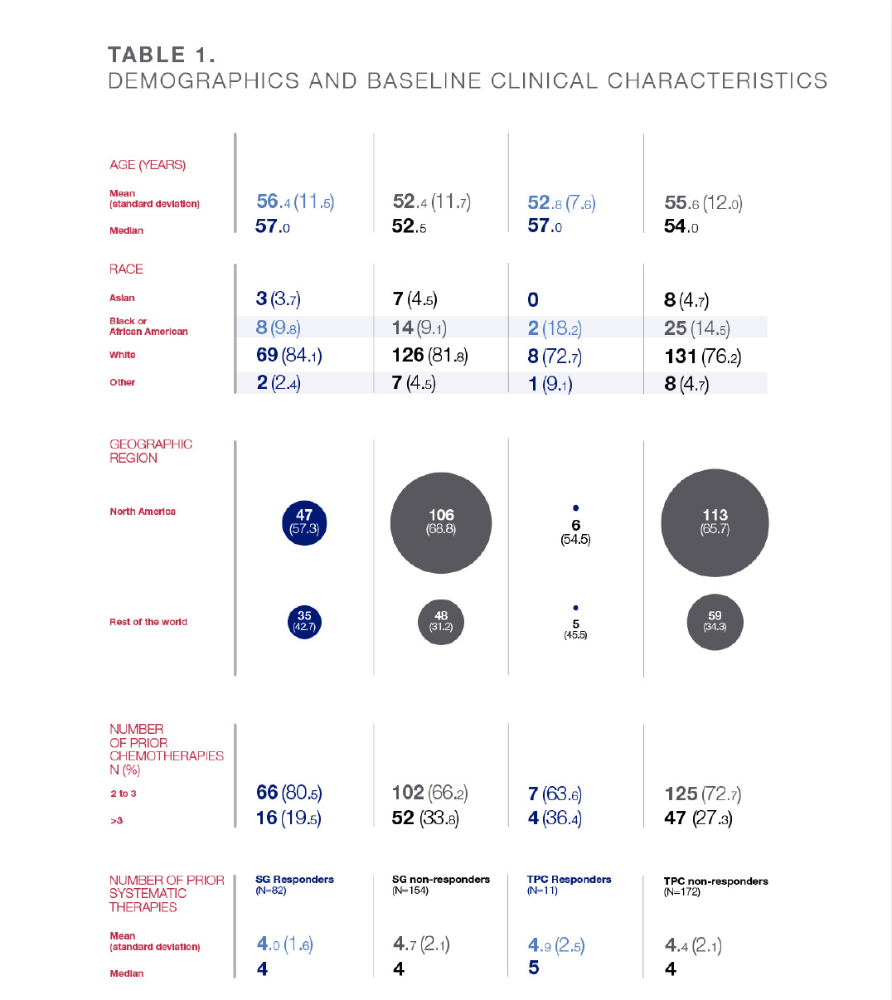 TABLE 1.
DEMOGRAPHICS AND BASELINE CLINICAL CHARACTERISTICS
AGE (YEARS)
Mean
(standard deviation) 56.4 (11.5) 52.4 (11.7) 52.8 (7.6) 55.6 (12.0)
Median 57.0 52.5 57.0 54.0
RACE
Asian 3 (3.7) 7 (4.5) 0 8 (4.7)
Black or
African American 8 (9.8) 14 (9.1) 2 (18.2) 25 (14.5)
White 69 (84.1) 126 (81.8) 8 (72.7) 131 (76.2)
Other 2 (2.4) 7 (4.5) 1 (9.1) 8 (4.7)
GEOGRAPHIC
REGION
North America 47 106 6 113
(57.3) (68.8) (54.5) (65.7)
Rest of the world 35 48 5 59
(42.7) (31.2) (45.5) (34.3)
NUMBER
OF PRIOR
CHEMOTHERAPIES
N (%)
2 to 3 66 (80.5) 102 (66.2) 7 (63.6) 125 (72.7)
>3 16 (19.5) 52 (33.8) 4 (36.4) 47 (27.3)
NUMBER OF PRIOR SG Responders SG non-responders TPC Responders TPC non-responders
SYSTEMATIC (N=82) (N=154) (N=11) (N=172)
THERAPIES
Mean
(standard deviation) 4.0 (1.6) 4.7 (2.1) 4.9 (2.5) 4.4 (2.1)
Median 4 4 5 4